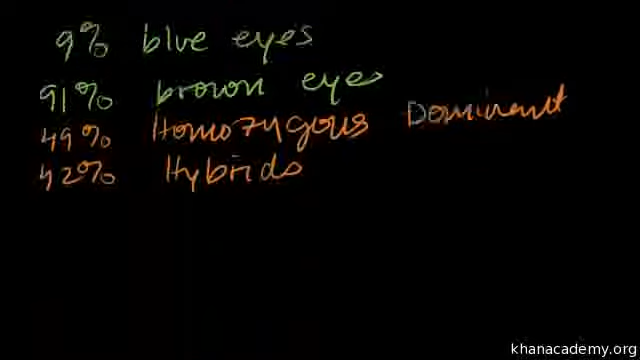 9% blue eyes
91% brown eyes
49% Homozygous Dominant
42% Hybrids
khanacademy.org